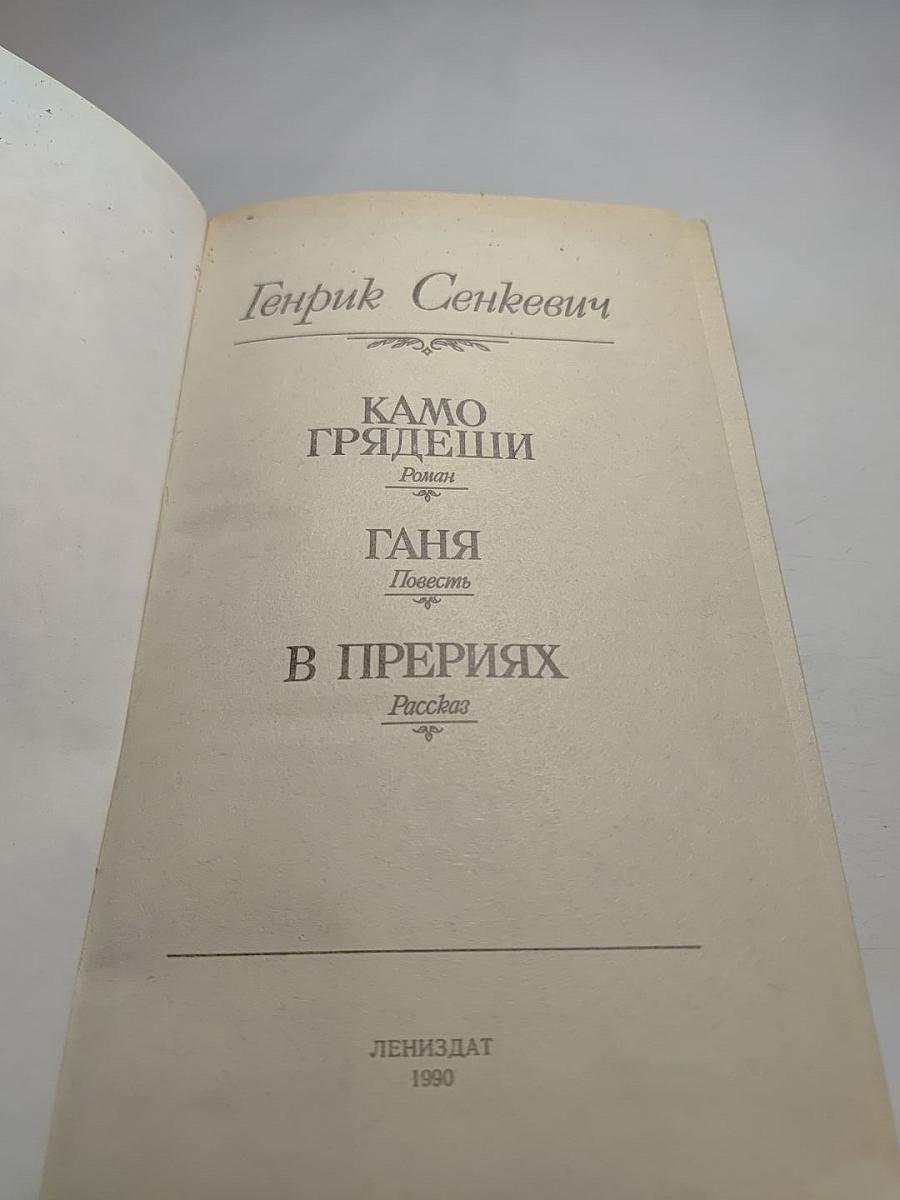 Генрик Сенкевич
КАМО
ГРЯДЕШИ
Роман
ГАНЯ
Повесть
В ПРЕРИЯХ
Рассказ
ЛЕНИЗДАТ
1990